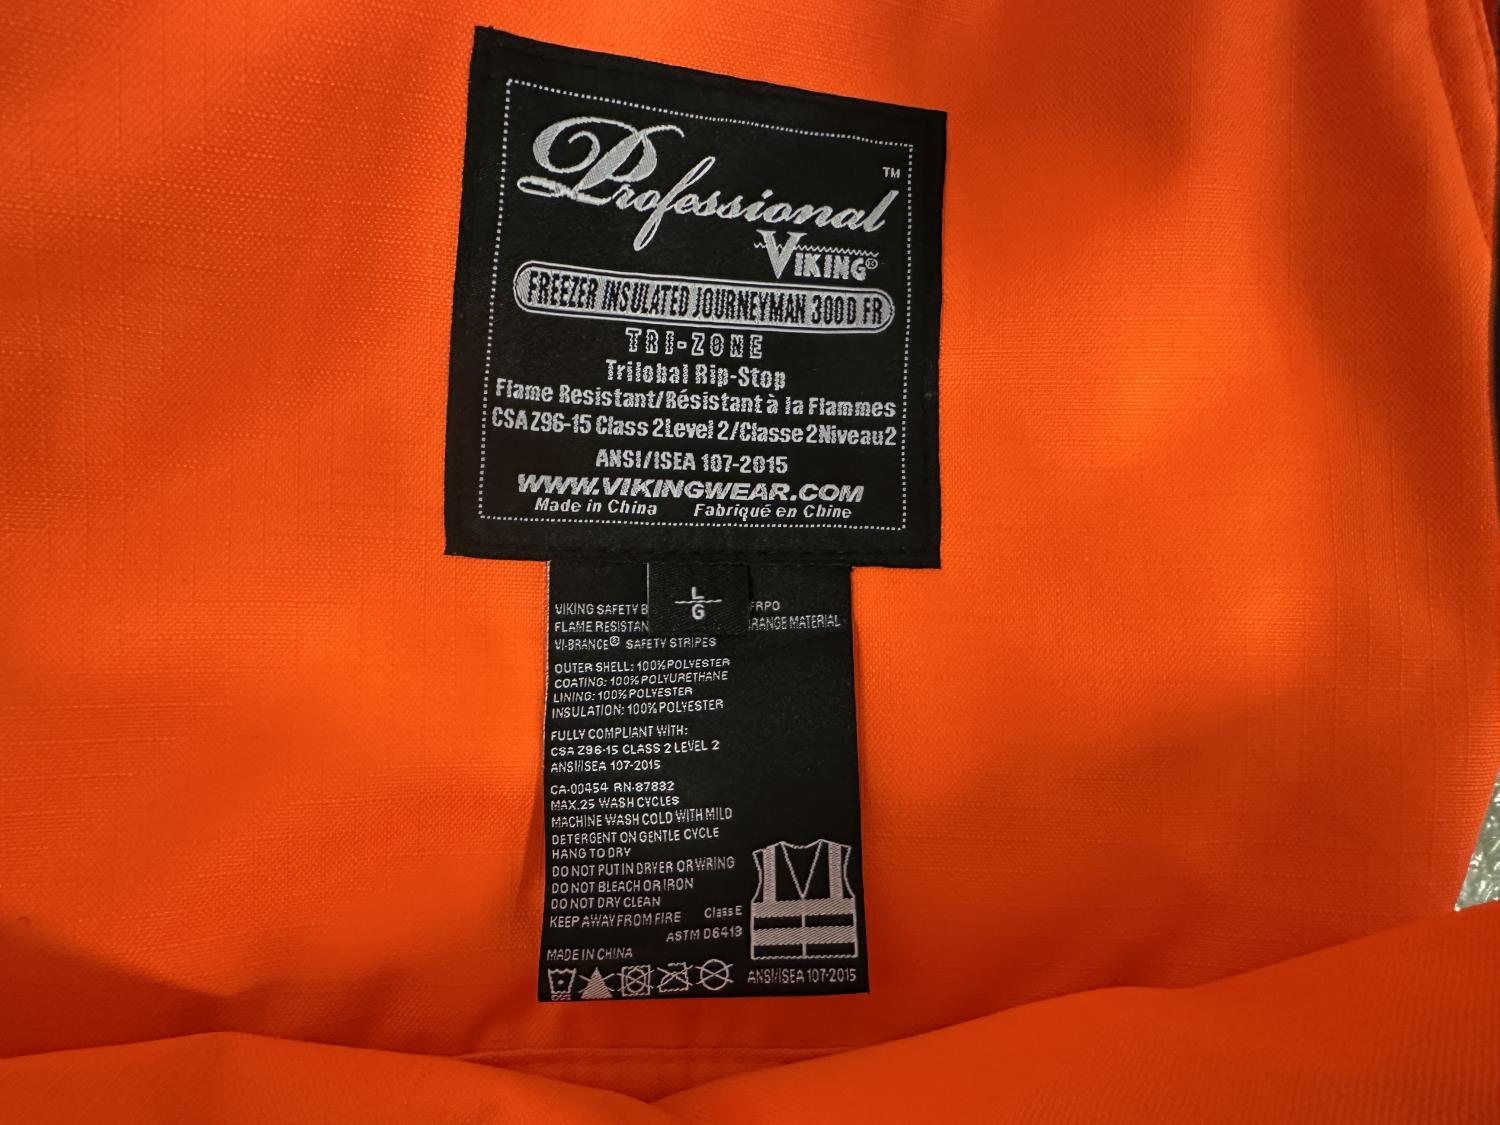 Professional™
VIKING®
FREEZER INSULATED JOURNEYMAN 300D FR
TRI-ZONE
Trilobal Rip-Stop
Flame Resistant/Résistant à la Flammes
CSA Z96-15 Class 2Level 2/Classe 2Niveau2
ANSI/ISEA 107-2015
WWW.VIKINGWEAR.COM
Made in China Fabriqué en Chine
L
G
VIKING SAFETY B FRPO
FLAME RESISTAN RANGE MATERIAL
VI-BRANCE® SAFETY STRIPES
OUTER SHELL: 100%POLYESTER
COATING: 100% POLYURETHANE
LINING: 100% POLYESTER
INSULATION: 100% POLYESTER
FULLY COMPLIANT WITH:
CSA Z96-15 CLASS 2 LEVEL 2
ANSI/ISEA 107-2015
CA-00454 RN-87832
MAX.25 WASH CYCLES
MACHINE WASH COLD WITH MILD
DETERGENT ON GENTLE CYCLE
HANG TO DRY
DO NOT PUT IN DRYER OR WRING
DO NOT BLEACH OR IRON
DO NOT DRY CLEAN
KEEP AWAY FROM FIRE
Class E
ASTM D6413
MADE IN CHINA
ANSI/ISEA 107-2015